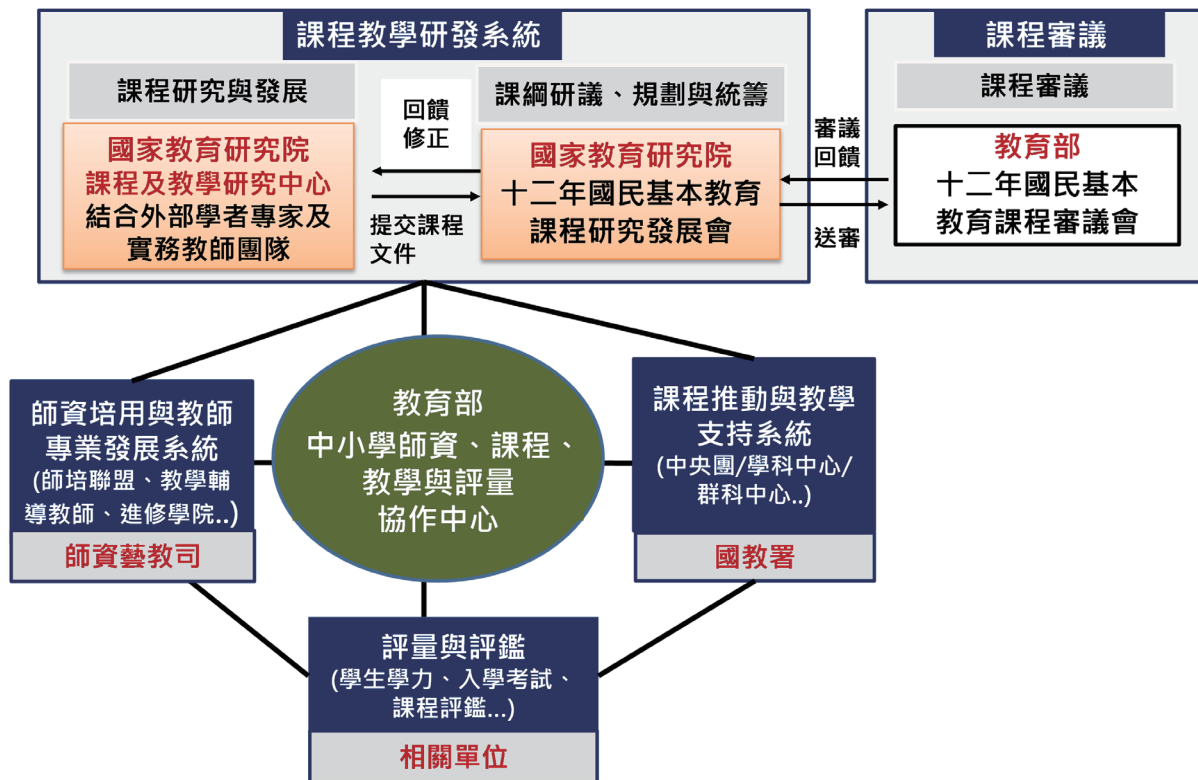 課程教學研發系統
課程研究與發展
國家教育研究院
課程及教學研究中心
結合外部學者專家及
實務教師團隊
回饋
修正
提交課程
文件
課綱研議、規劃與統籌
國家教育研究院
十二年國民基本教育
課程研究發展會
審議
回饋
送審
課程審議
課程審議
教育部
十二年國民基本
教育課程審議會
師資培用與教師
專業發展系統
(師培聯盟、教學輔
導教師、進修學院..)
師資藝教司
教育部
中小學師資、課程、
教學與評量
協作中心
課程推動與教學
支持系統
(中央團/學科中心/
群科中心..)
國教署
評量與評鑑
(學生學力、入學考試、
課程評鑑...)
相關單位